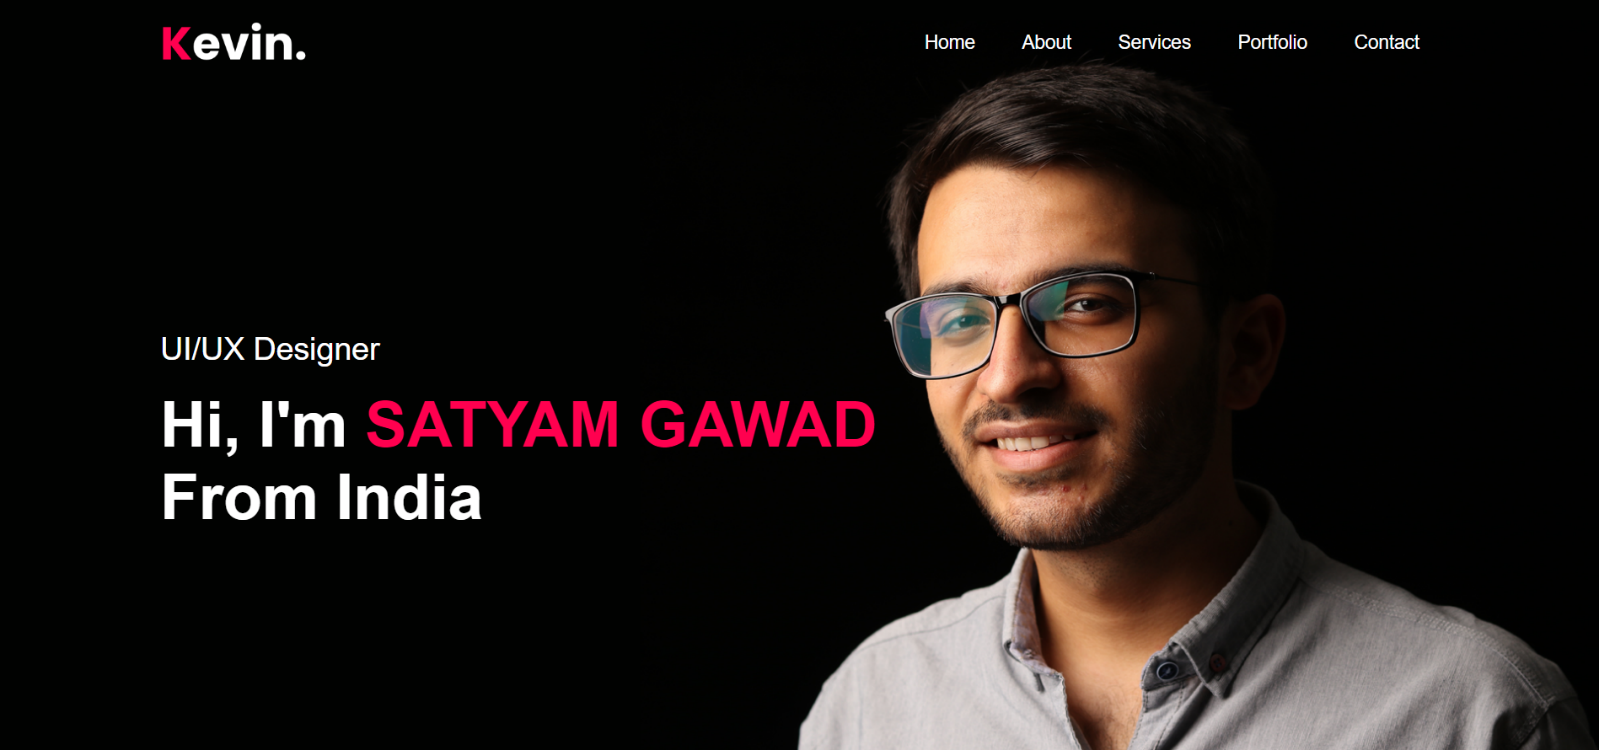 Kevin.
Home About Services Portfolio Contact
UI/UX Designer
Hi, I'm SATYAM GAWAD
From India